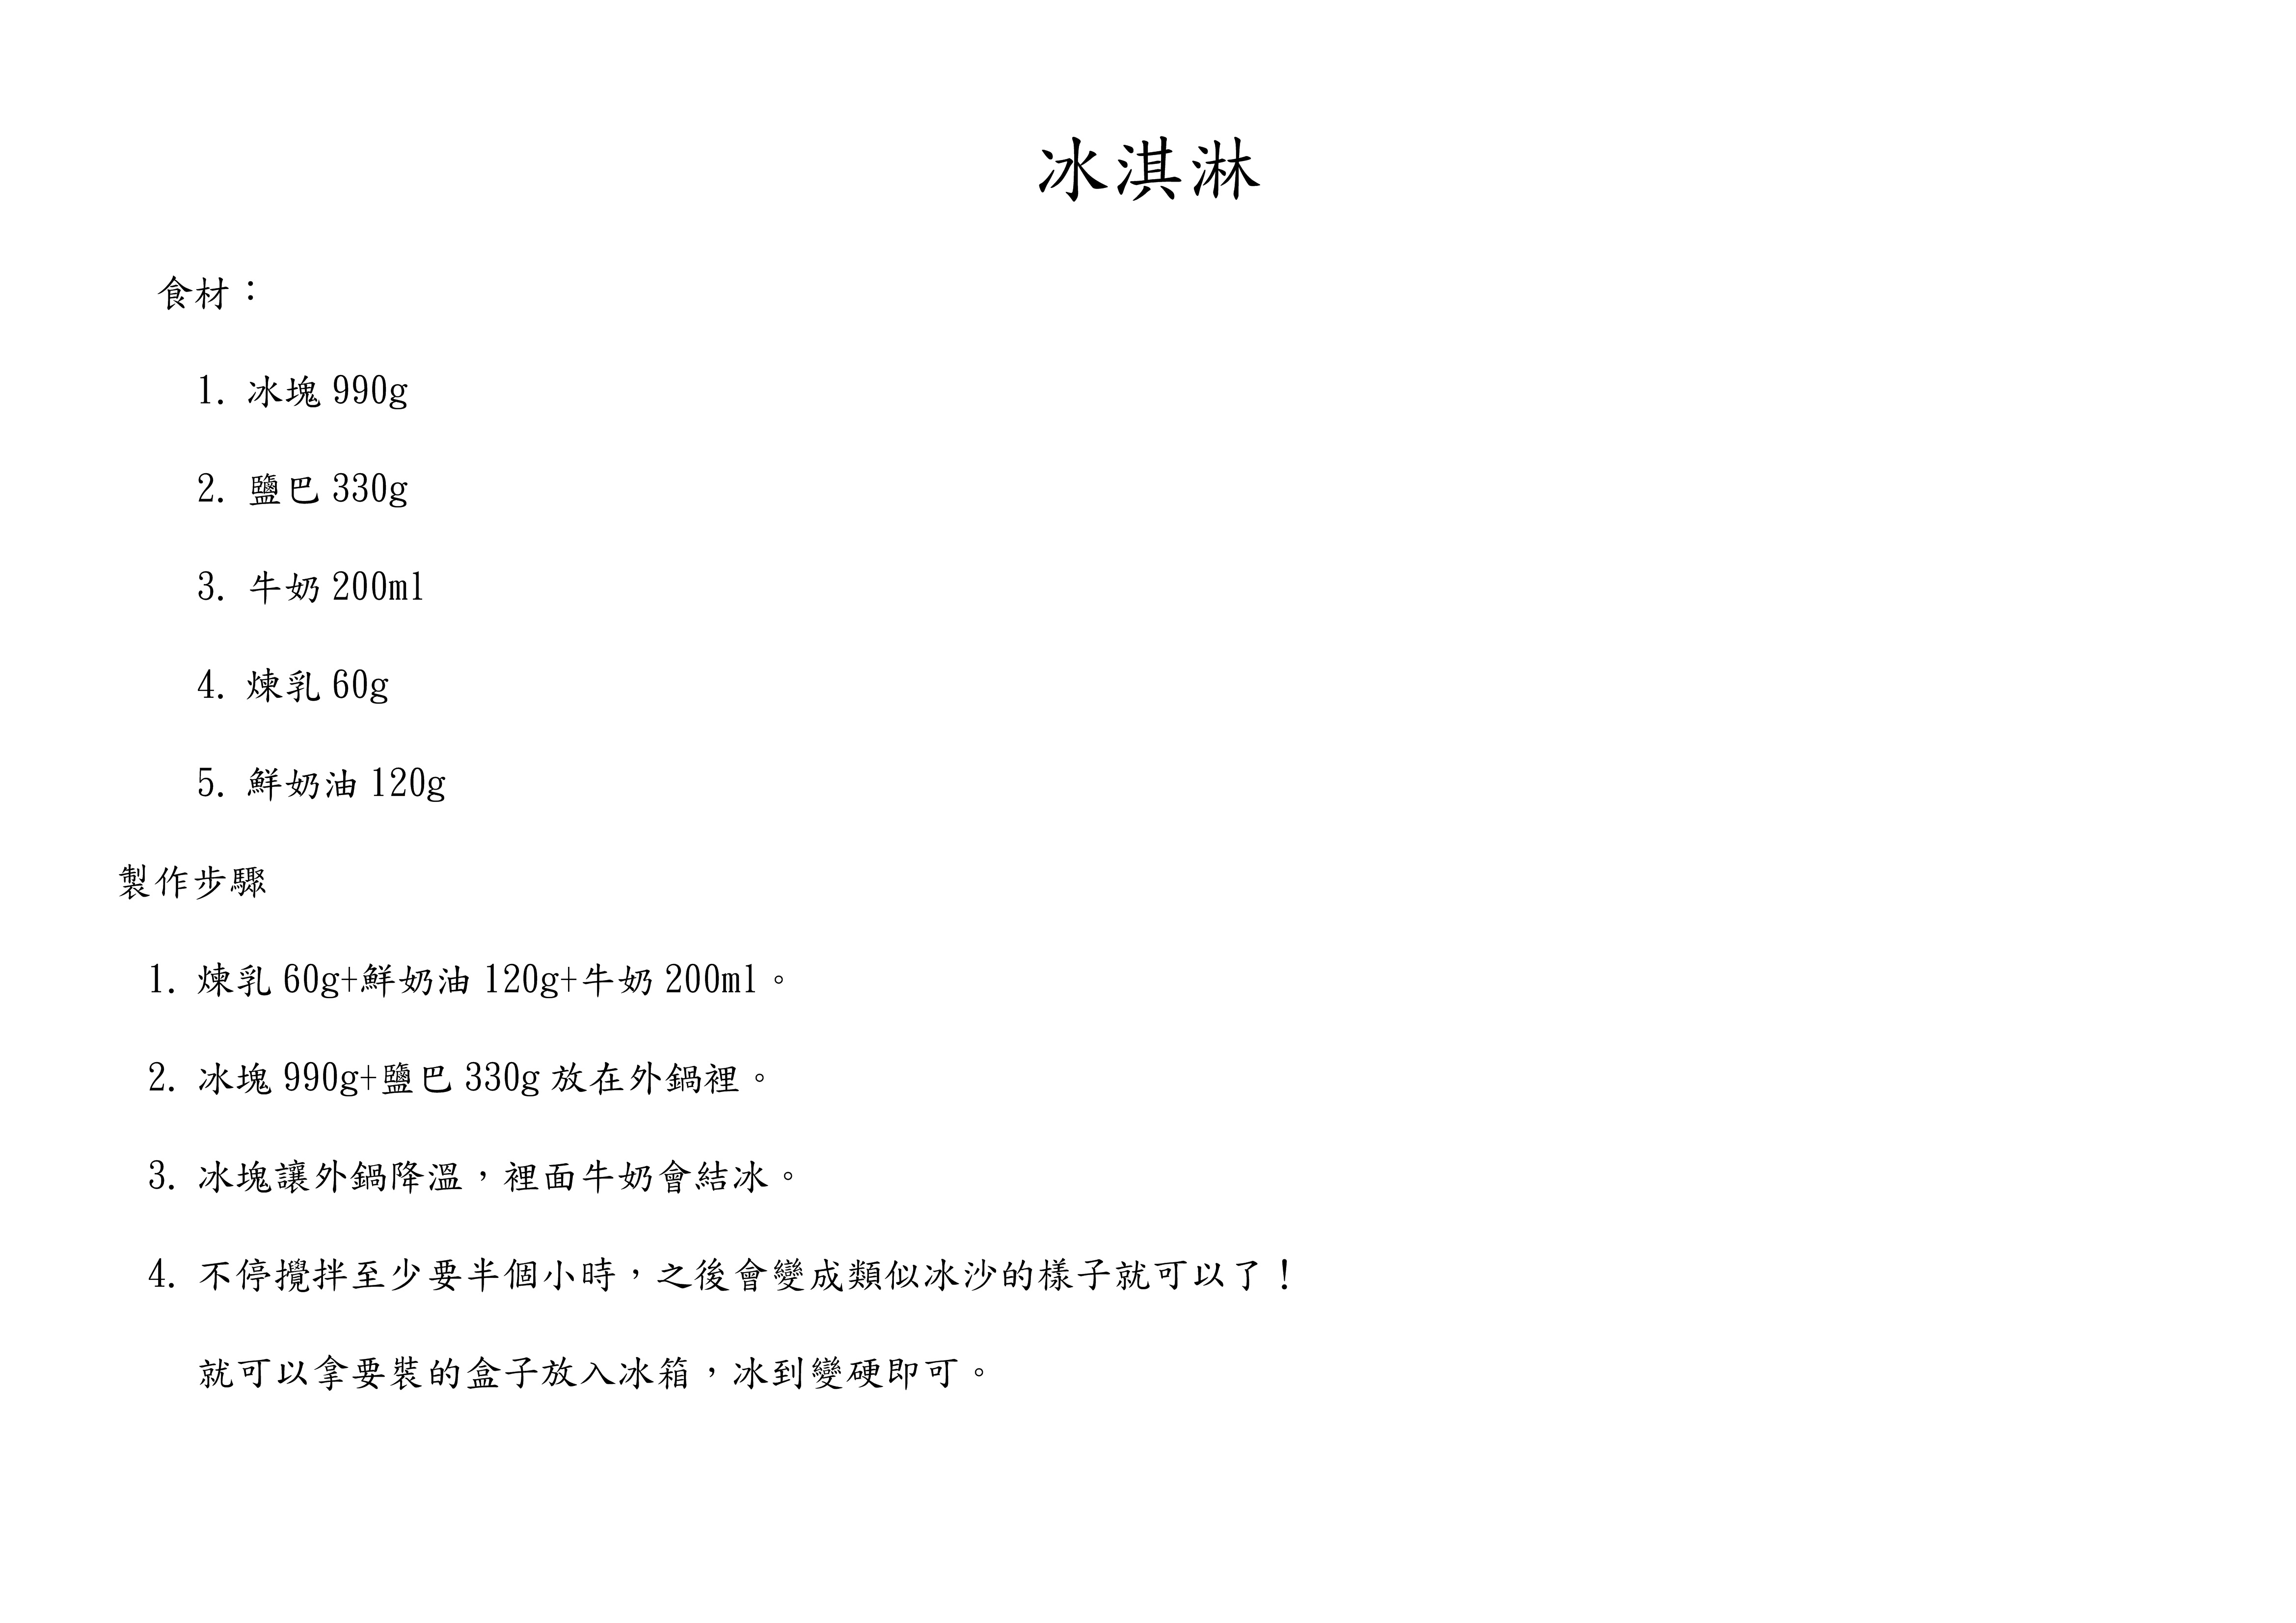 冰淇淋
食材：
1. 冰塊 990g
2. 鹽巴 330g
3. 牛奶 200ml
4. 煉乳 60g
5. 鮮奶油 120g
製作步驟
1. 煉乳 60g+鮮奶油 120g+牛奶 200ml。
2. 冰塊 990g+鹽巴 330g 放在外鍋裡。
3. 冰塊讓外鍋降溫，裡面牛奶會結冰。
4. 不停攪拌至少要半個小時，之後會變成類似冰沙的樣子就可以了！
就可以拿要裝的盒子放入冰箱，冰到變硬即可。